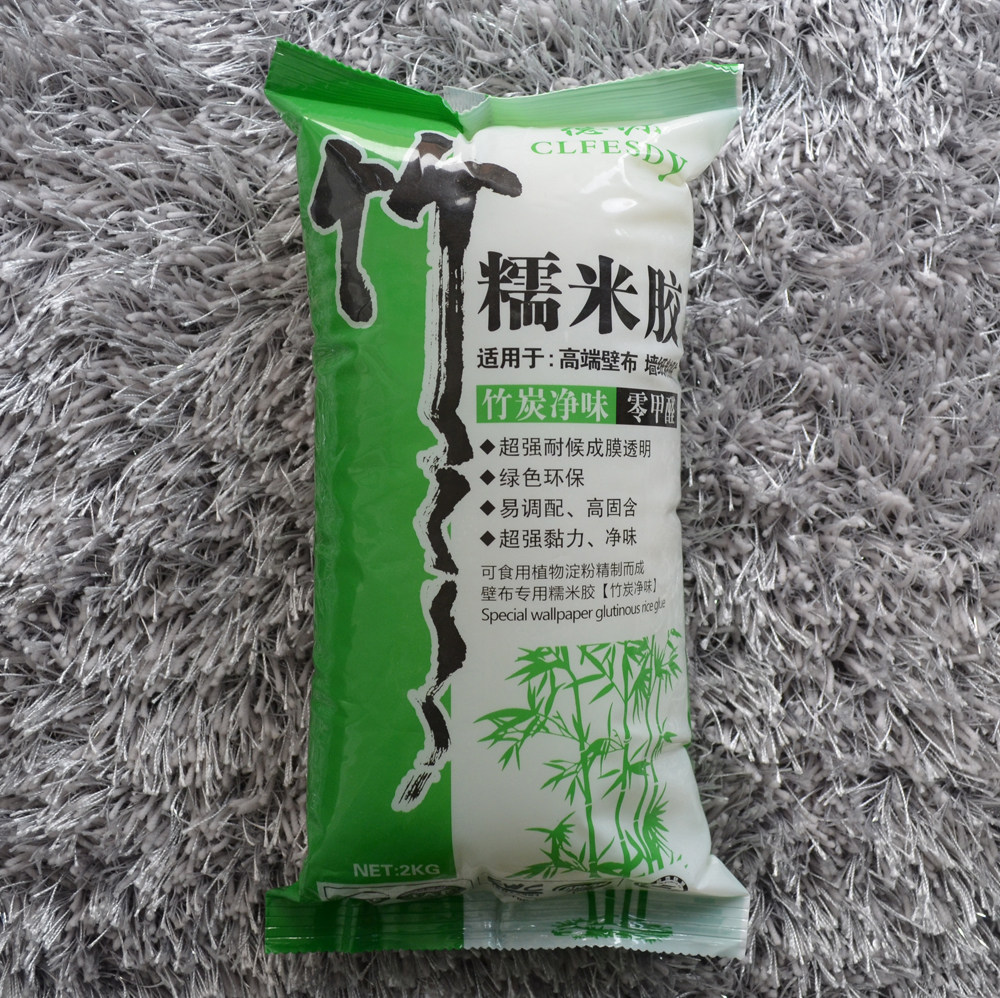 CLFESDY
竹
糯米胶
适用于:高端壁布 墙纸
竹炭净味 零甲醛
◆超强耐候成膜透明
◆绿色环保
◆易调配、高固含
◆超强黏力、净味
可食用植物淀粉精制而成
壁布专用糯米胶【竹炭净味】
Special wallpaper glutinous rice glue
NET:2KG